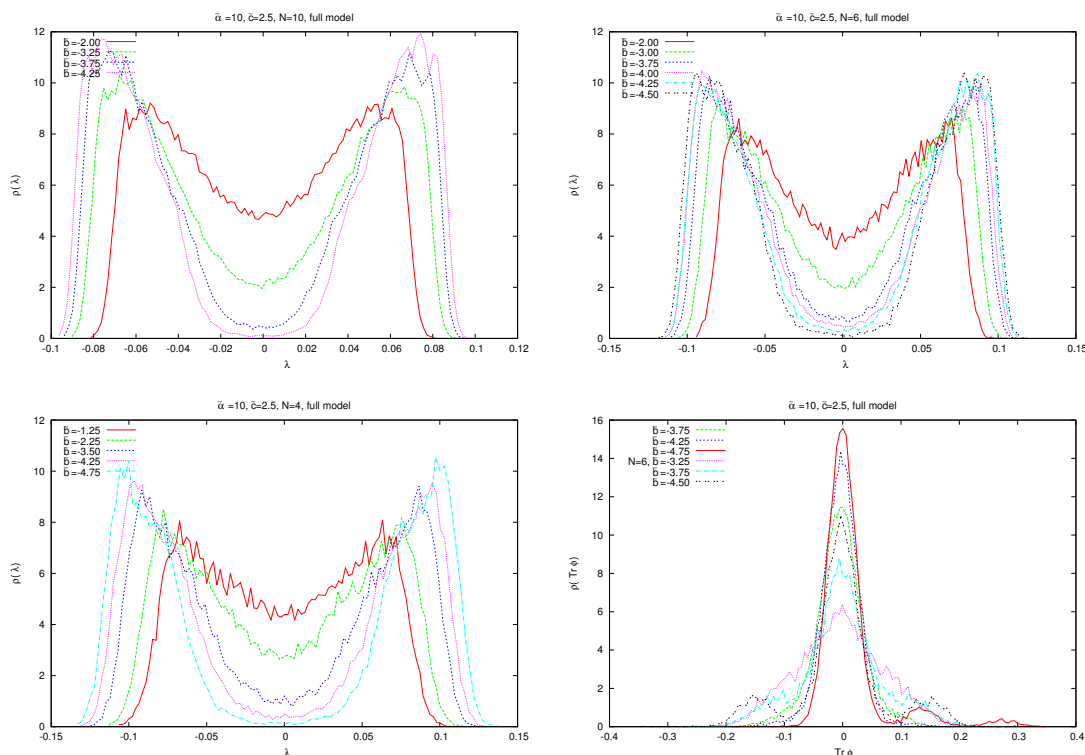 α̃ =10, c̃=2.5, N=10, full model
b̃=-2.00
b̃=-3.25
b̃=-3.75
b̃=-4.25
12
10
8
6
4
2
0
ρ(λ)
-0.1 -0.08 -0.06 -0.04 -0.02 0 0.02 0.04 0.06 0.08 0.1 0.12
λ
α̃ =10, c̃=2.5, N=6, full model
b̃=-2.00
b̃=-3.00
b̃=-3.75
b̃=-4.00
b̃=-4.25
b̃=-4.50
12
10
8
6
4
2
0
ρ(λ)
-0.15 -0.1 -0.05 0 0.05 0.1 0.15
λ
α̃ =10, c̃=2.5, N=4, full model
b̃=-1.25
b̃=-2.25
b̃=-3.50
b̃=-4.25
b̃=-4.75
12
10
8
6
4
2
0
ρ(λ)
-0.15 -0.1 -0.05 0 0.05 0.1 0.15
λ
α̃ =10, c̃=2.5, full model
b̃=-3.75
b̃=-4.25
b̃=-4.75
N=6, b̃=-3.25
b̃=-3.75
b̃=-4.50
16
14
12
10
8
6
4
2
0
ρ( Tr ϕ)
-0.4 -0.3 -0.2 -0.1 0 0.1 0.2 0.3 0.4
Tr ϕ